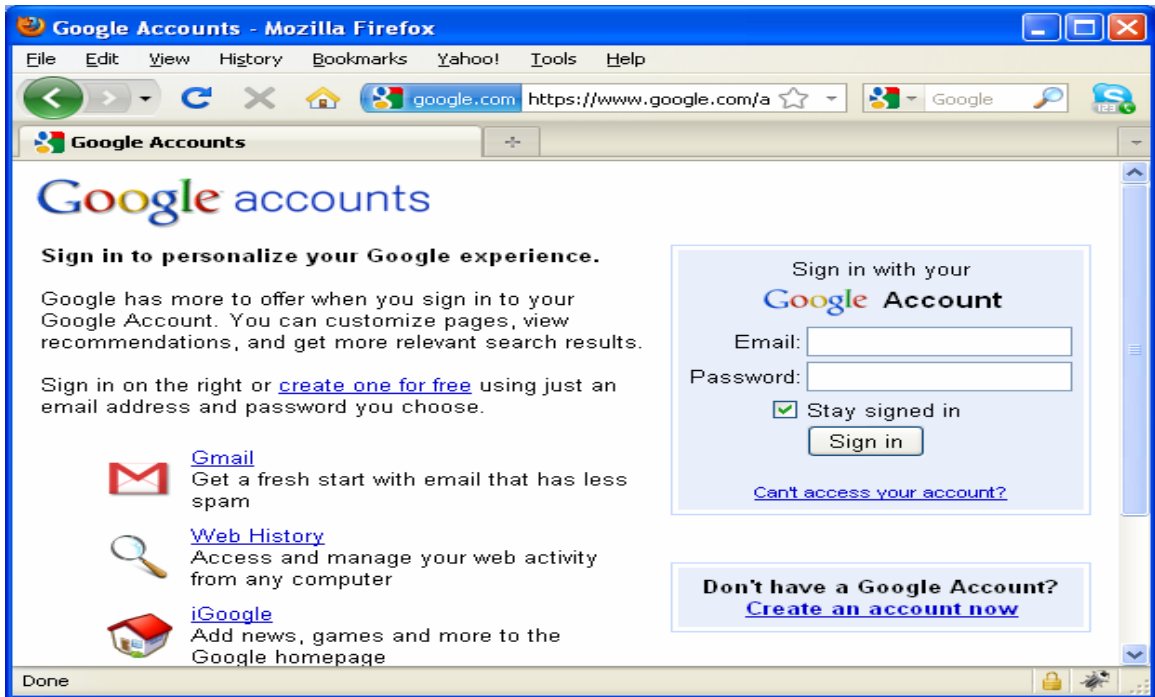 Google Accounts - Mozilla Firefox
File Edit View History Bookmarks Yahoo! Tools Help
google.com https://www.google.com/a Google
Google Accounts
Google accounts
Sign in to personalize your Google experience.
Google has more to offer when you sign in to your
Google Account. You can customize pages, view
recommendations, and get more relevant search results.
Sign in on the right or create one for free using just an
email address and password you choose.
Gmail
Get a fresh start with email that has less
spam
Web History
Access and manage your web activity
from any computer
iGoogle
Add news, games and more to the
Google homepage
Sign in with your
Google Account
Email:
Password:
Stay signed in
Sign in
Can't access your account?
Don't have a Google Account?
Create an account now
Done